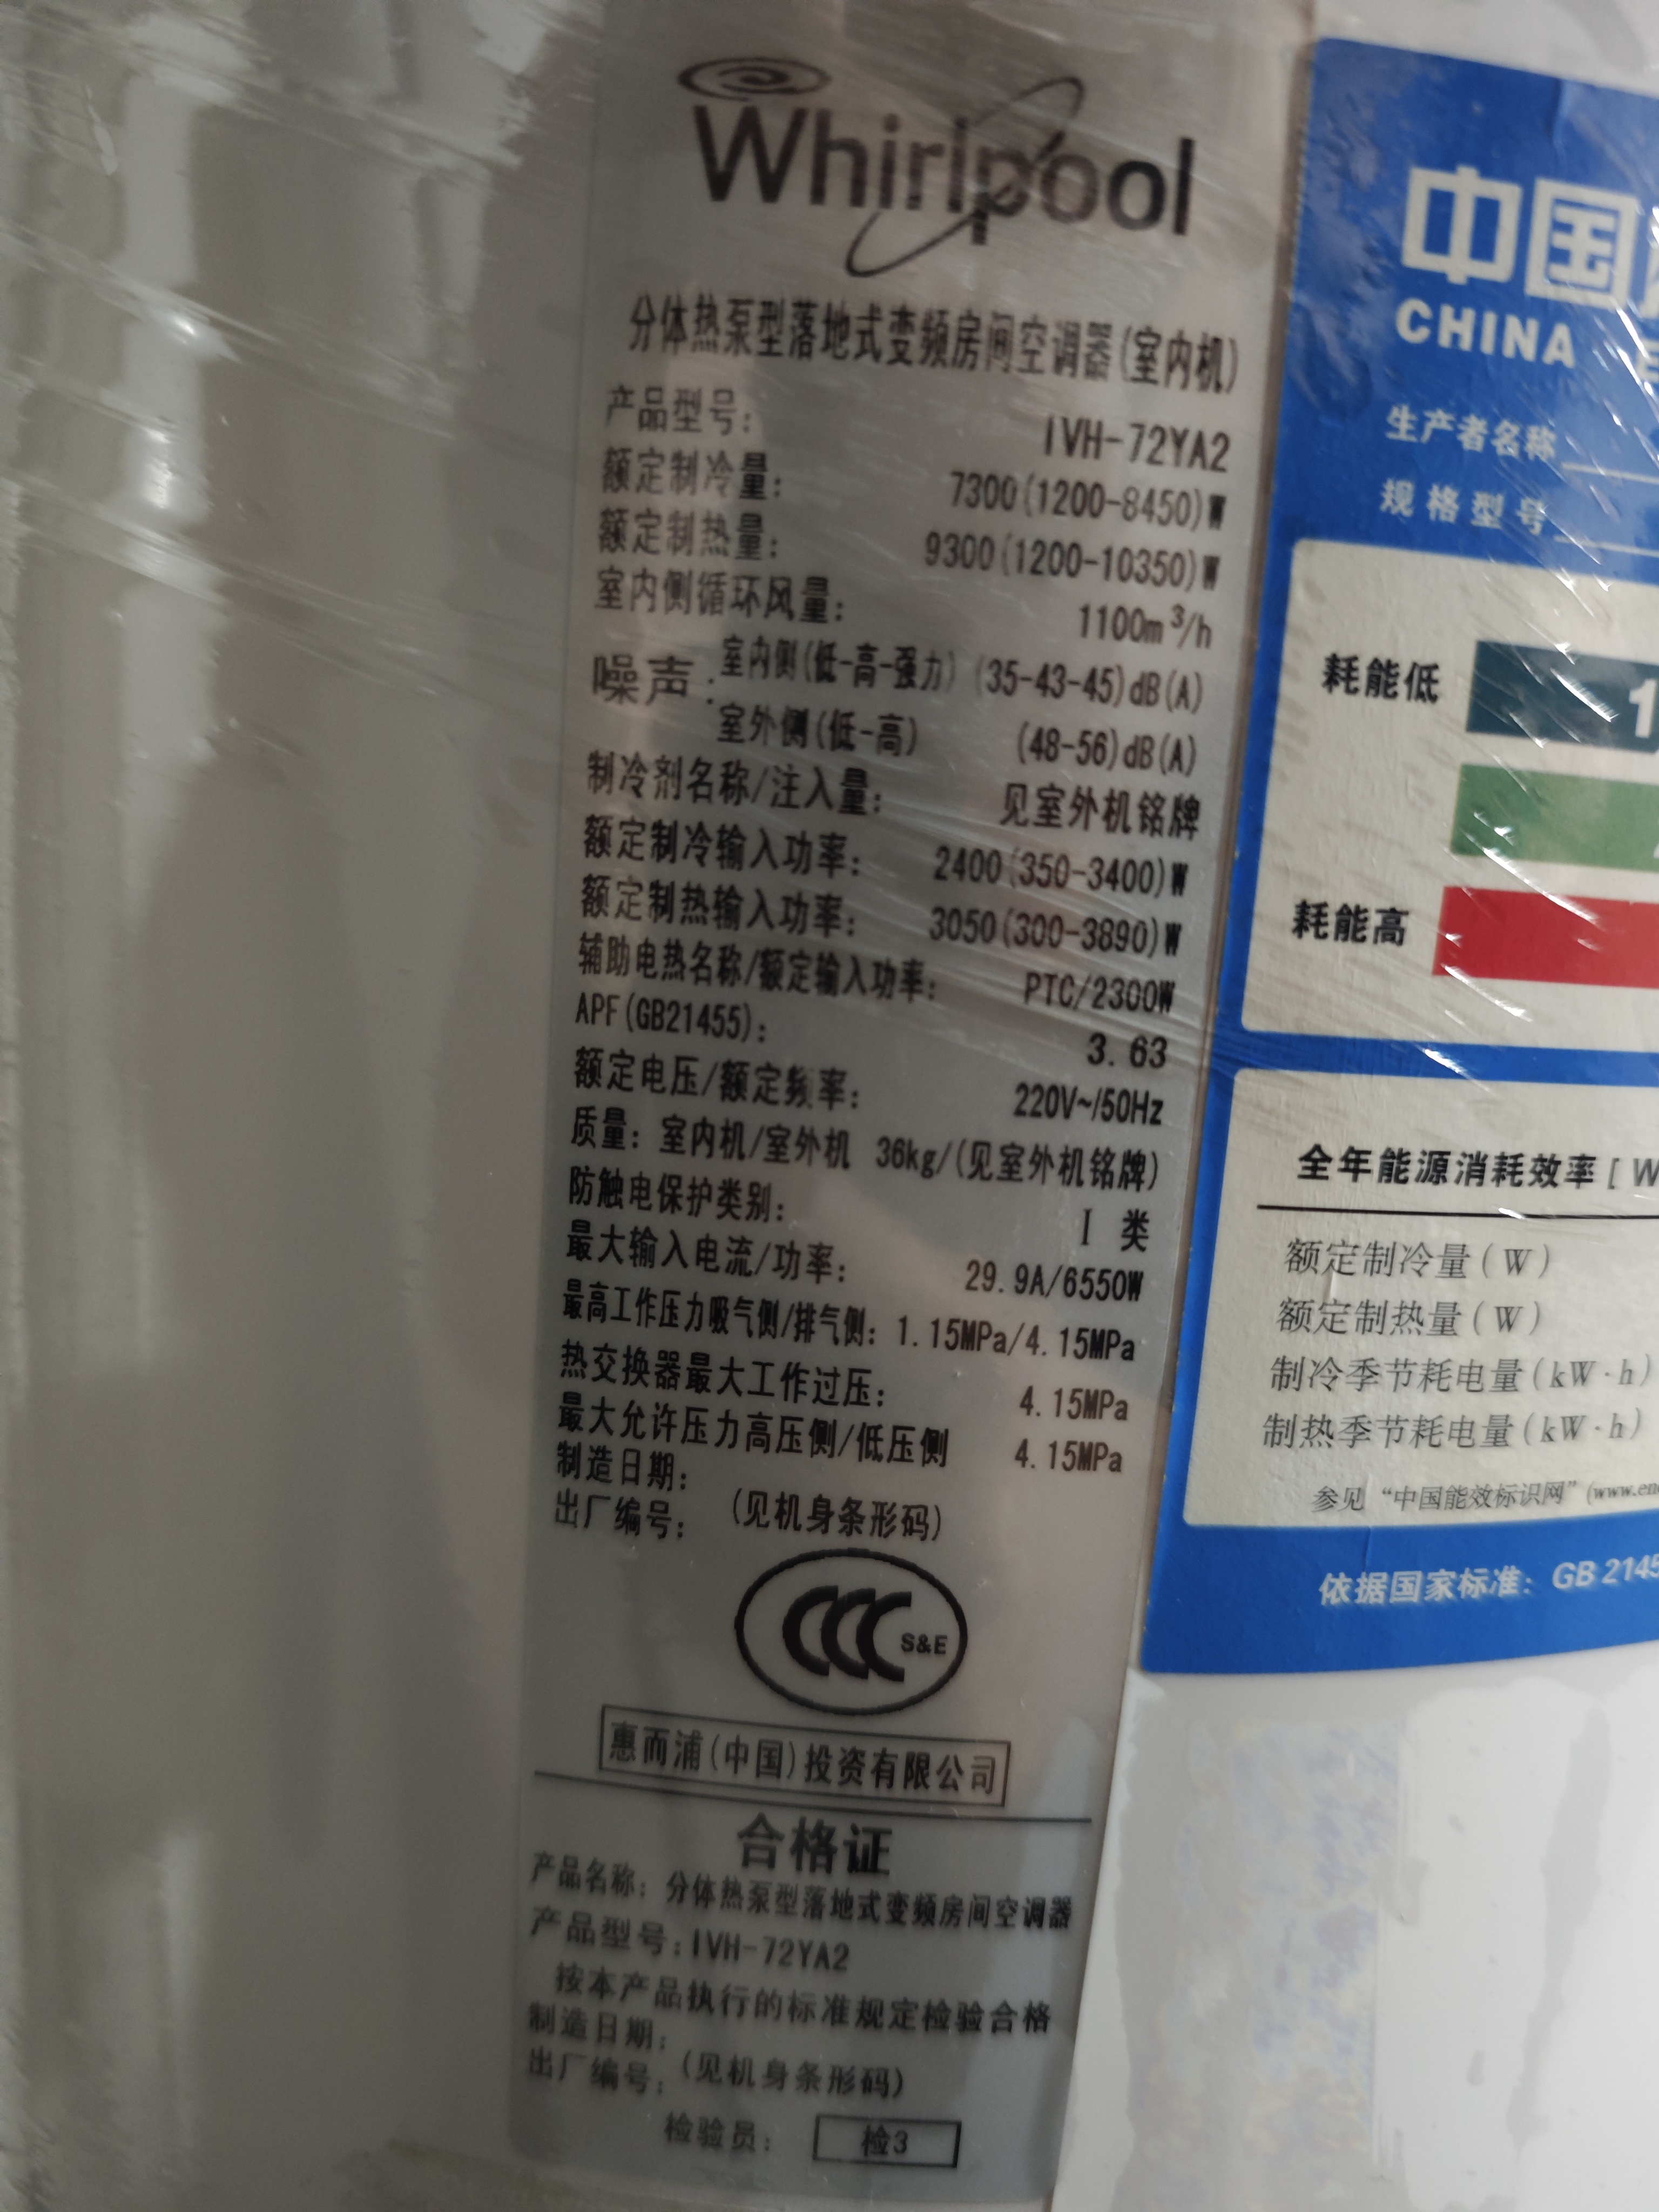 Whirlpool
分体热泵型落地式变频房间空调器(室内机)
产品型号: IVH-72YA2
额定制冷量: 7300(1200-8450)W
额定制热量: 9300(1200-10350)W
室内侧循环风量: 1100m³/h
噪声: 室内侧(低-高-强力) (35-43-45)dB(A)
室外侧(低-高) (48-56)dB(A)
制冷剂名称/注入量: 见室外机铭牌
额定制冷输入功率: 2400(350-3400)W
额定制热输入功率: 3050(300-3890)W
辅助电热名称/额定输入功率: PTC/2300W
APF(GB21455): 3.63
额定电压/额定频率: 220V~/50Hz
质量: 室内机/室外机 36kg/(见室外机铭牌)
防触电保护类别: I 类
最大输入电流/功率: 29.9A/6550W
最高工作压力吸气侧/排气侧: 1.15MPa/4.15MPa
热交换器最大工作过压: 4.15MPa
最大允许压力高压侧/低压侧 4.15MPa
制造日期:
出厂编号: (见机身条形码)
CCC S&E
惠而浦(中国)投资有限公司
合格证
产品名称: 分体热泵型落地式变频房间空调器
产品型号: IVH-72YA2
按本产品执行的标准规定检验合格
制造日期:
出厂编号: (见机身条形码)
检验员: 检3
中国
CHINA
生产者名称
规格型号
耗能低 1
耗能高
全年能源消耗效率[W
额定制冷量(W)
额定制热量(W)
制冷季节耗电量(kW·h)
制热季节耗电量(kW·h)
参见“中国能效标识网”(www.en
依据国家标准: GB 2145